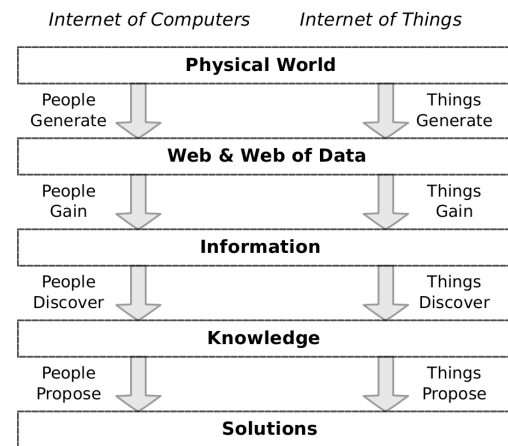 Internet of Computers
Internet of Things
Physical World
People
Generate
Things
Generate
Web & Web of Data
People
Gain
Things
Gain
Information
People
Discover
Things
Discover
Knowledge
People
Propose
Things
Propose
Solutions